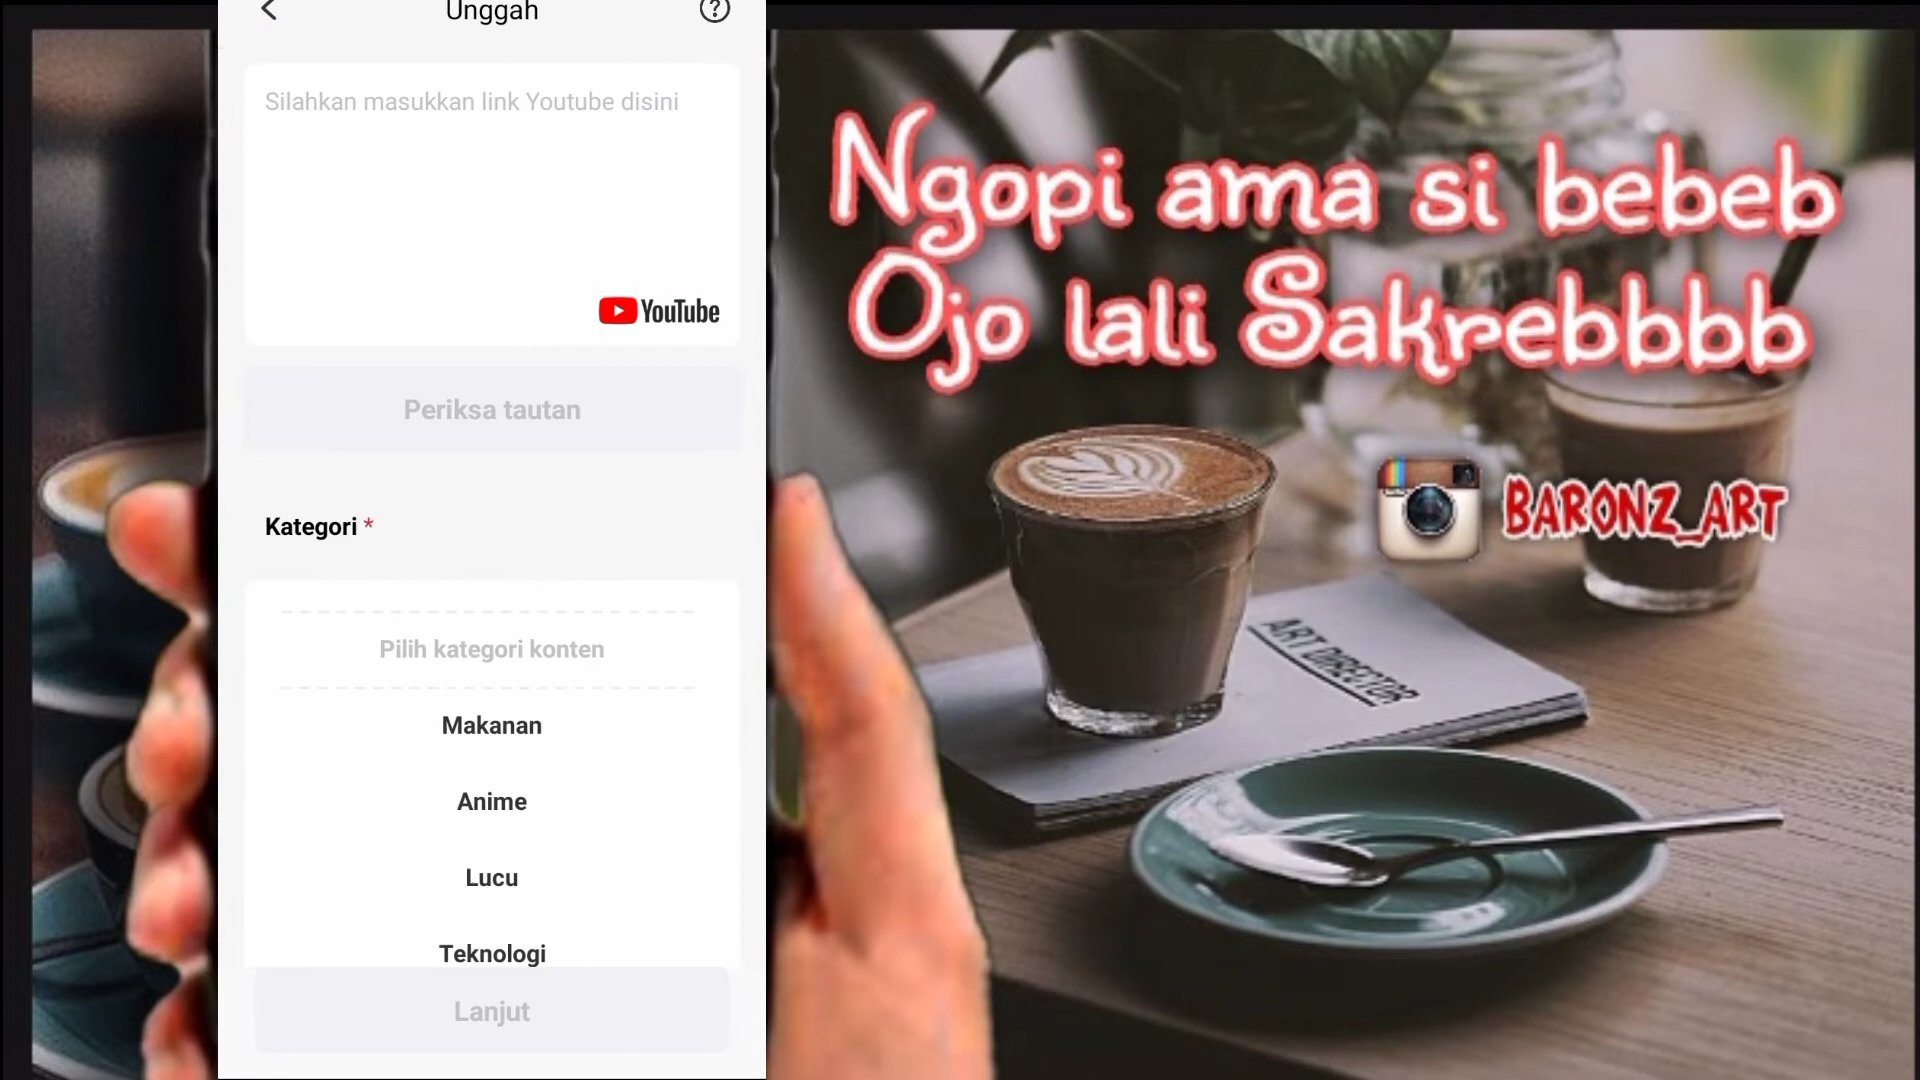 Unggah
Silahkan masukkan link Youtube disini
YouTube
Periksa tautan
Kategori *
Pilih kategori konten
Makanan
Anime
Lucu
Teknologi
Lanjut
Ngopi ama si bebeb
Ojo lali Sakrebbbb
BARONZ_ART
ART DIRECTOR